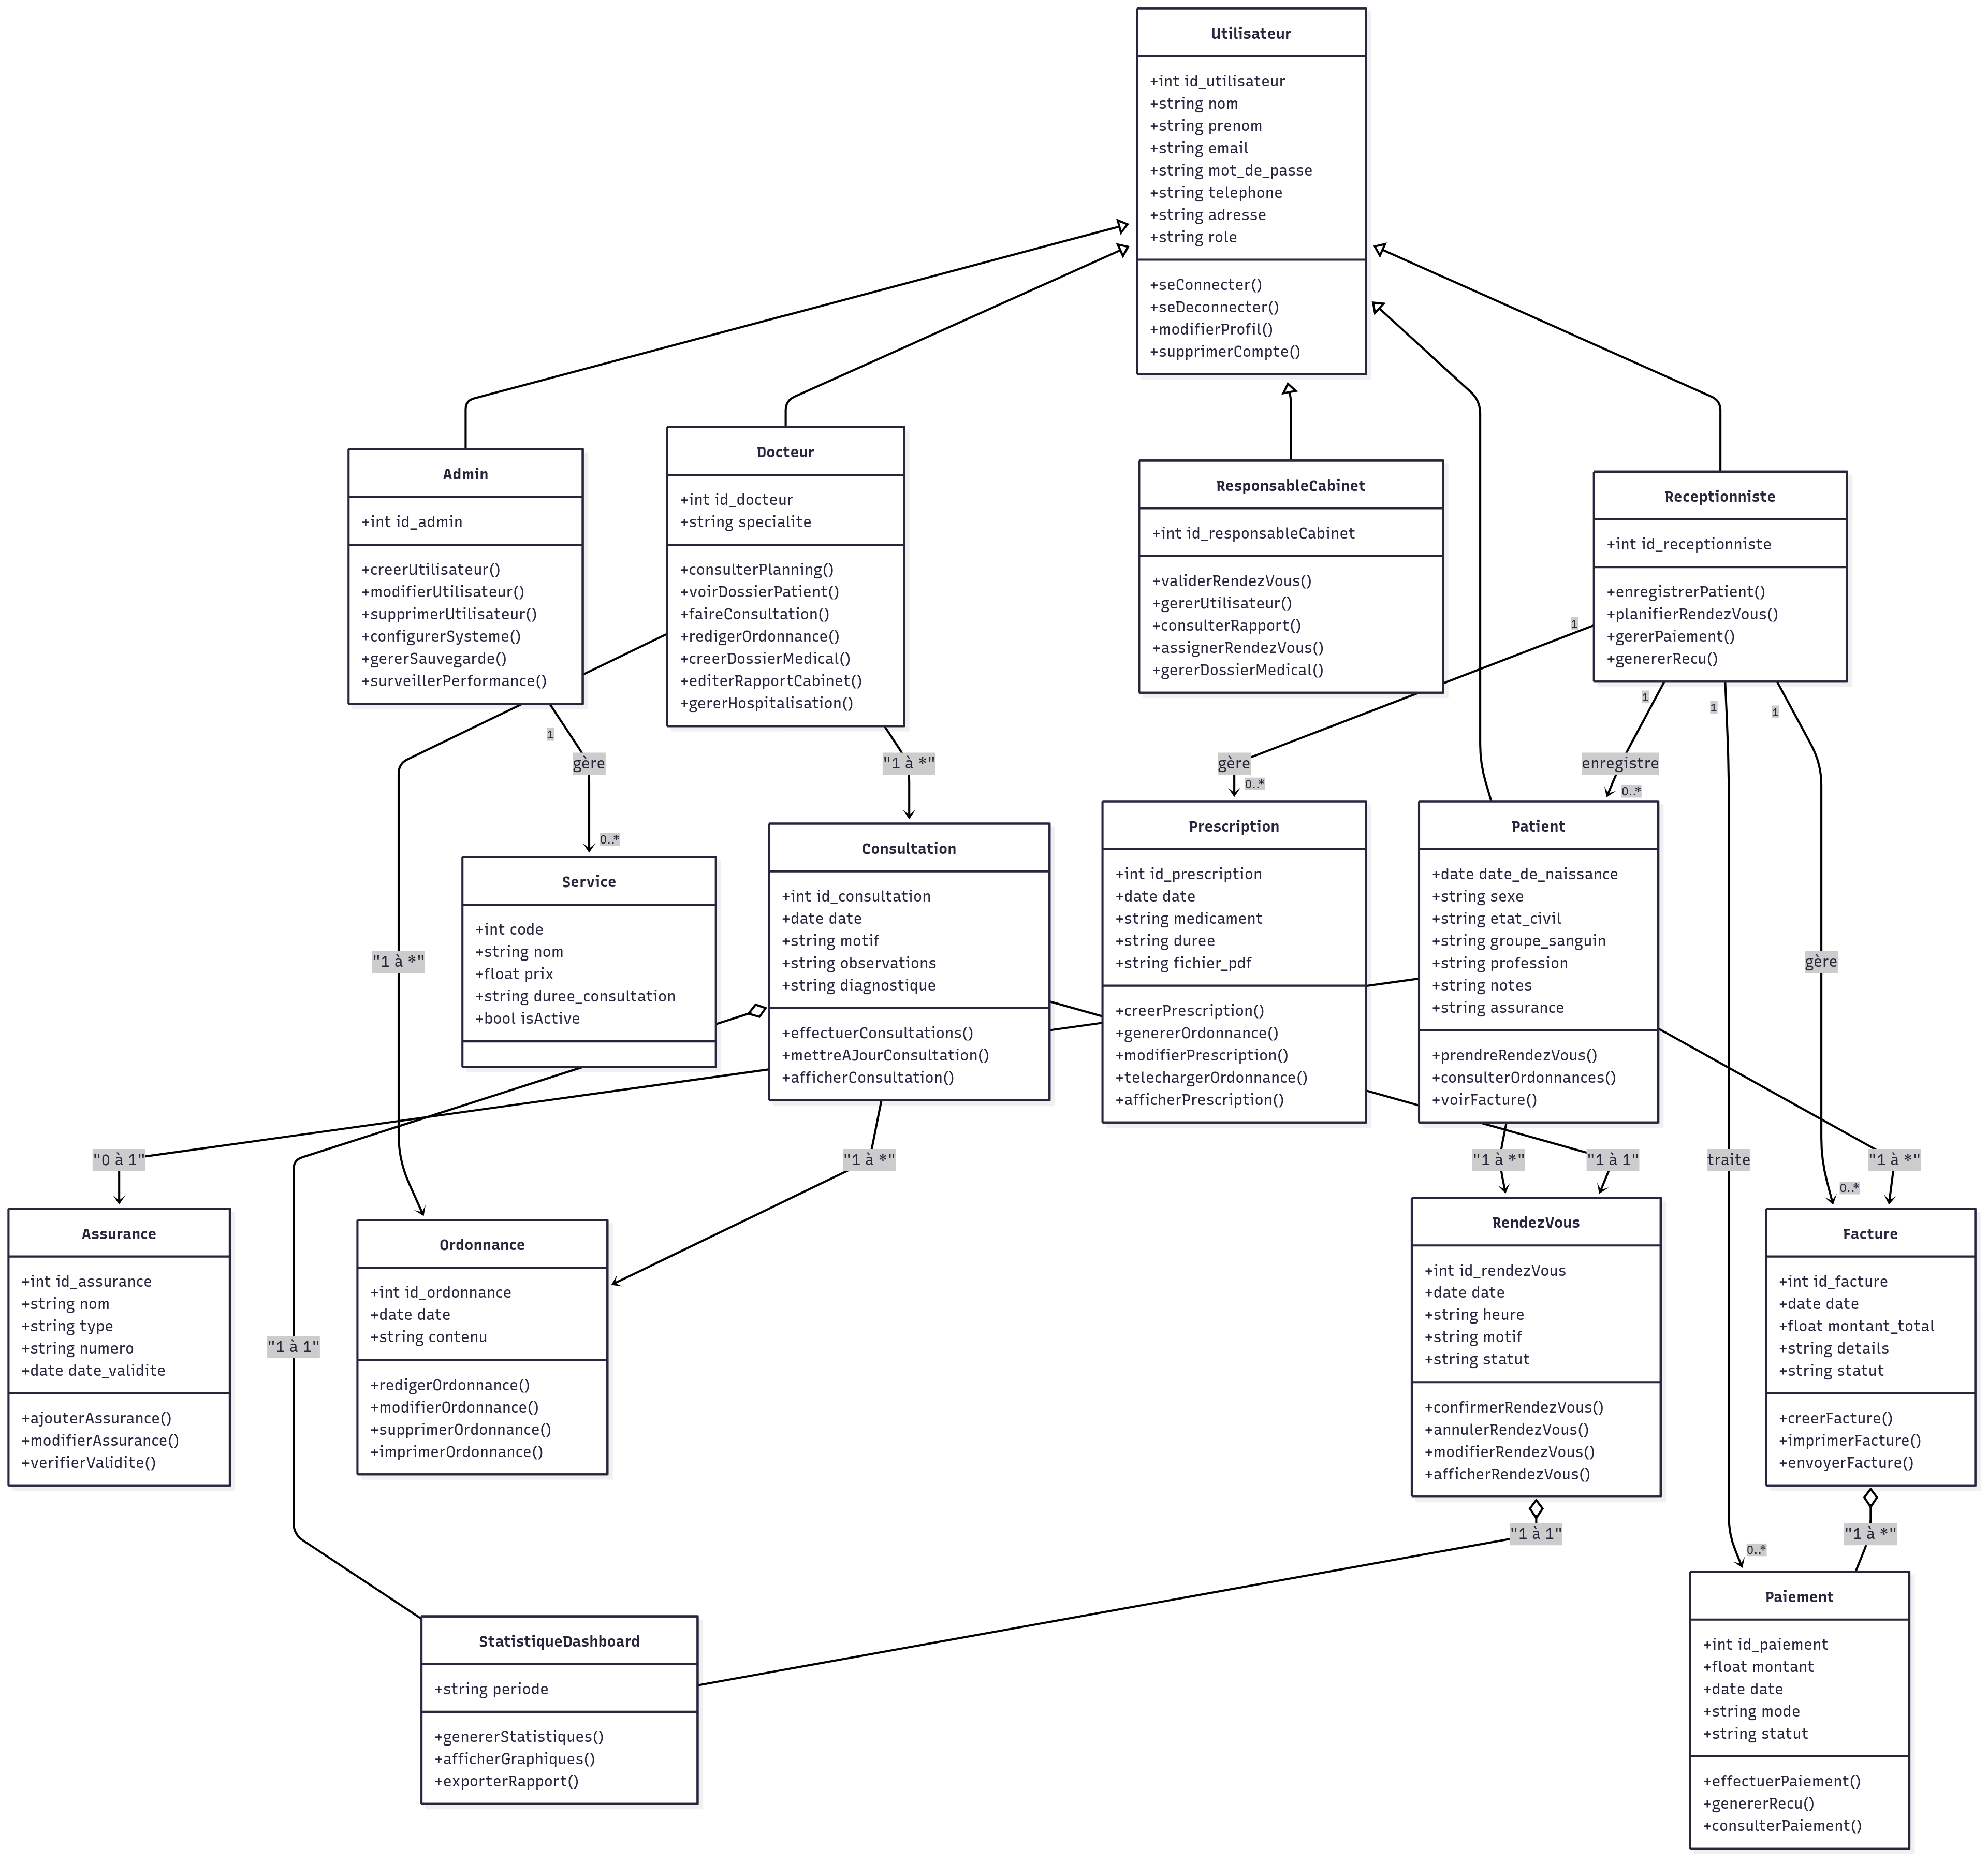 Utilisateur
+int id_utilisateur
+string nom
+string prenom
+string email
+string mot_de_passe
+string telephone
+string adresse
+string role
+seConnecter()
+seDeconnecter()
+modifierProfil()
+supprimerCompte()
Admin
+int id_admin
+creerUtilisateur()
+modifierUtilisateur()
+supprimerUtilisateur()
+configurerSysteme()
+gererSauvegarde()
+surveillerPerformance()
Docteur
+int id_docteur
+string specialite
+consulterPlanning()
+voirDossierPatient()
+faireConsultation()
+redigerOrdonnance()
+creerDossierMedical()
+editerRapportCabinet()
+gererHospitalisation()
ResponsableCabinet
+int id_responsableCabinet
+validerRendezVous()
+gererUtilisateur()
+consulterRapport()
+assignerRendezVous()
+gererDossierMedical()
Receptionniste
+int id_receptionniste
+enregistrerPatient()
+planifierRendezVous()
+gererPaiement()
+genererRecu()
1
1
1
1
1
gère
"1 à *"
gère
enregistre
0..*
0..*
0..*
Service
+int code
+string nom
+float prix
+string duree_consultation
+bool isActive
Consultation
+int id_consultation
+date date
+string motif
+string observations
+string diagnostique
+effectuerConsultations()
+mettreAJourConsultation()
+afficherConsultation()
Prescription
+int id_prescription
+date date
+string medicament
+string duree
+string fichier_pdf
+creerPrescription()
+genererOrdonnance()
+modifierPrescription()
+telechargerOrdonnance()
+afficherPrescription()
Patient
+date date_de_naissance
+string sexe
+string etat_civil
+string groupe_sanguin
+string profession
+string notes
+string assurance
+prendreRendezVous()
+consulterOrdonnances()
+voirFacture()
"1 à *"
gère
"0 à 1"
"1 à *"
"1 à *"
"1 à 1"
traite
"1 à *"
0..*
Assurance
+int id_assurance
+string nom
+string type
+string numero
+date date_validite
+ajouterAssurance()
+modifierAssurance()
+verifierValidite()
"1 à 1"
Ordonnance
+int id_ordonnance
+date date
+string contenu
+redigerOrdonnance()
+modifierOrdonnance()
+supprimerOrdonnance()
+imprimerOrdonnance()
RendezVous
+int id_rendezVous
+date date
+string heure
+string motif
+string statut
+confirmerRendezVous()
+annulerRendezVous()
+modifierRendezVous()
+afficherRendezVous()
Facture
+int id_facture
+date date
+float montant_total
+string details
+string statut
+creerFacture()
+imprimerFacture()
+envoyerFacture()
"1 à 1"
"1 à *"
0..*
StatistiqueDashboard
+string periode
+genererStatistiques()
+afficherGraphiques()
+exporterRapport()
Paiement
+int id_paiement
+float montant
+date date
+string mode
+string statut
+effectuerPaiement()
+genererRecu()
+consulterPaiement()